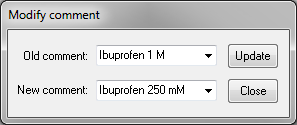 Modify comment
Old comment: Ibuprofen 1 M Update
New comment: Ibuprofen 250 mM Close